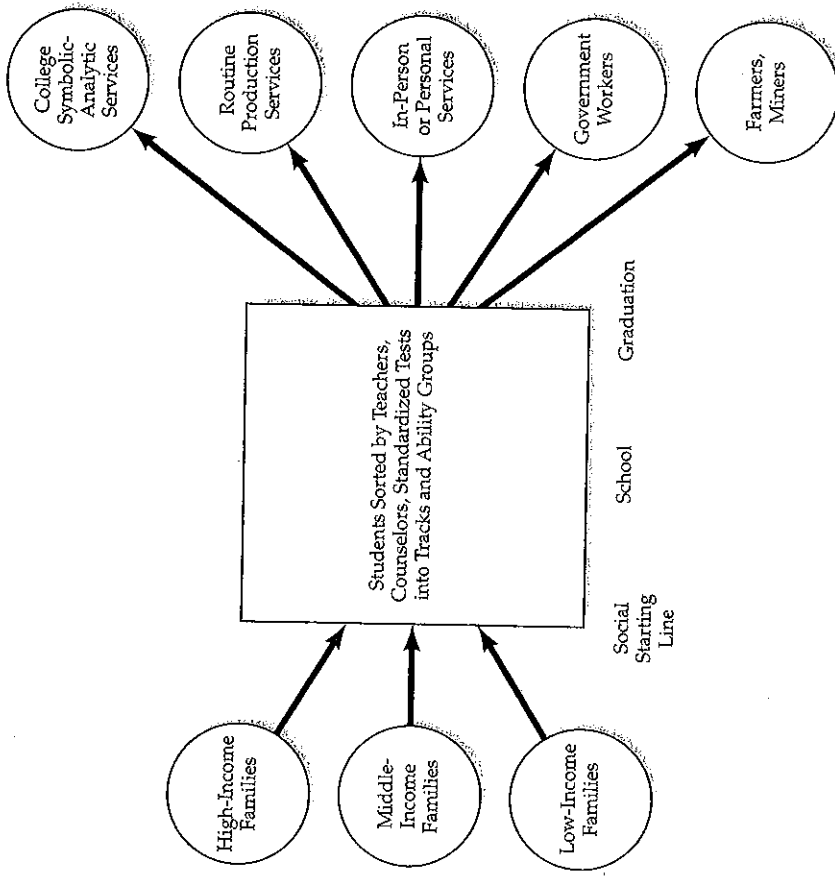 High-Income
Families
Middle-
Income
Families
Low-Income
Families
Students Sorted by Teachers,
Counselors, Standardized Tests
into Tracks and Ability Groups
College
Symbolic-
Analytic
Services
Routine
Production
Services
In-Person
or Personal
Services
Government
Workers
Farmers,
Miners
Social
Starting
Line
School
Graduation